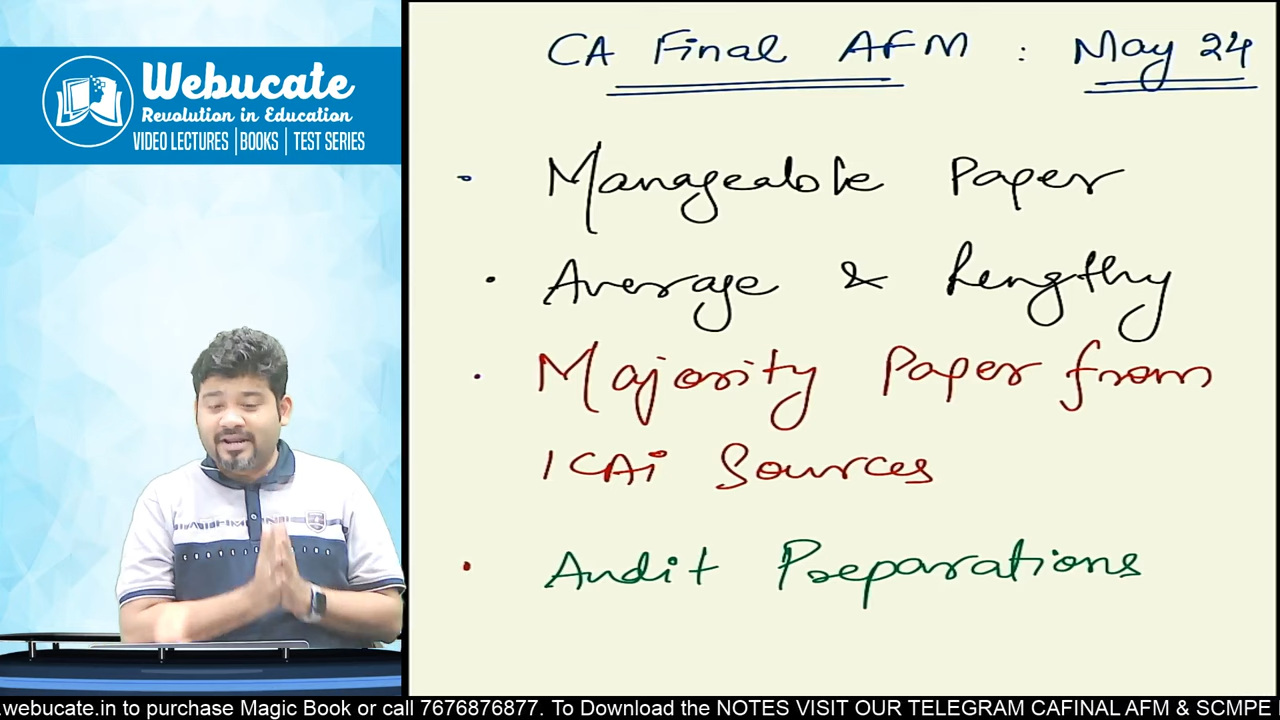 Webucate
Revolution in Education
VIDEO LECTURES | BOOKS | TEST SERIES
CA Final AFM : May 24
• Manageable Paper
• Average & Lengthy
• Majority Paper from
ICAi Sources
• Audit Preparations
.webucate.in to purchase Magic Book or call 7676876877. To Download the NOTES VISIT OUR TELEGRAM CAFINAL AFM & SCMPE